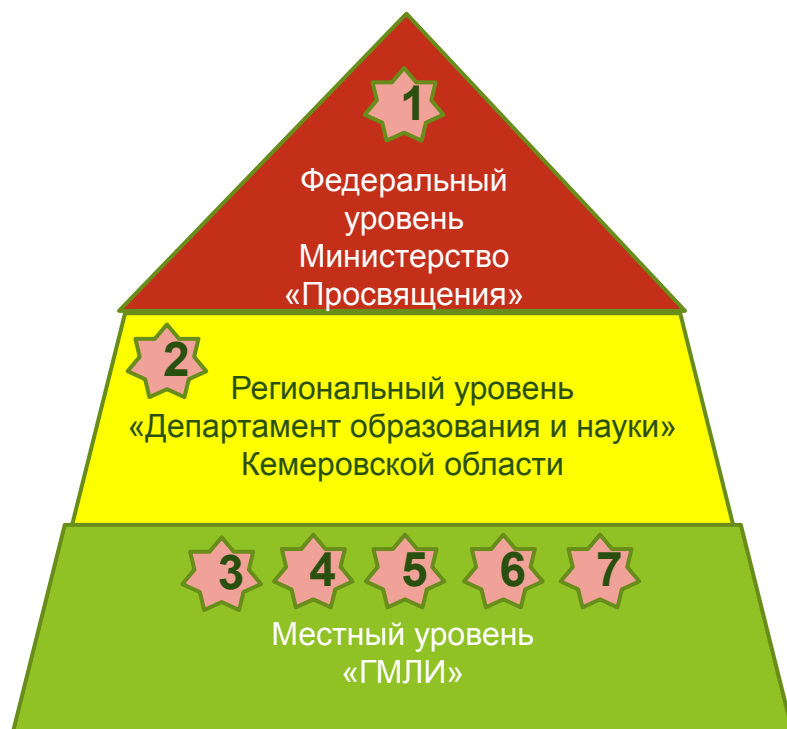 1
Федеральный
уровень
Министерство
«Просвящения»
2
Региональный уровень
«Департамент образования и науки»
Кемеровской области
3 4 5 6 7
Местный уровень
«ГМЛИ»